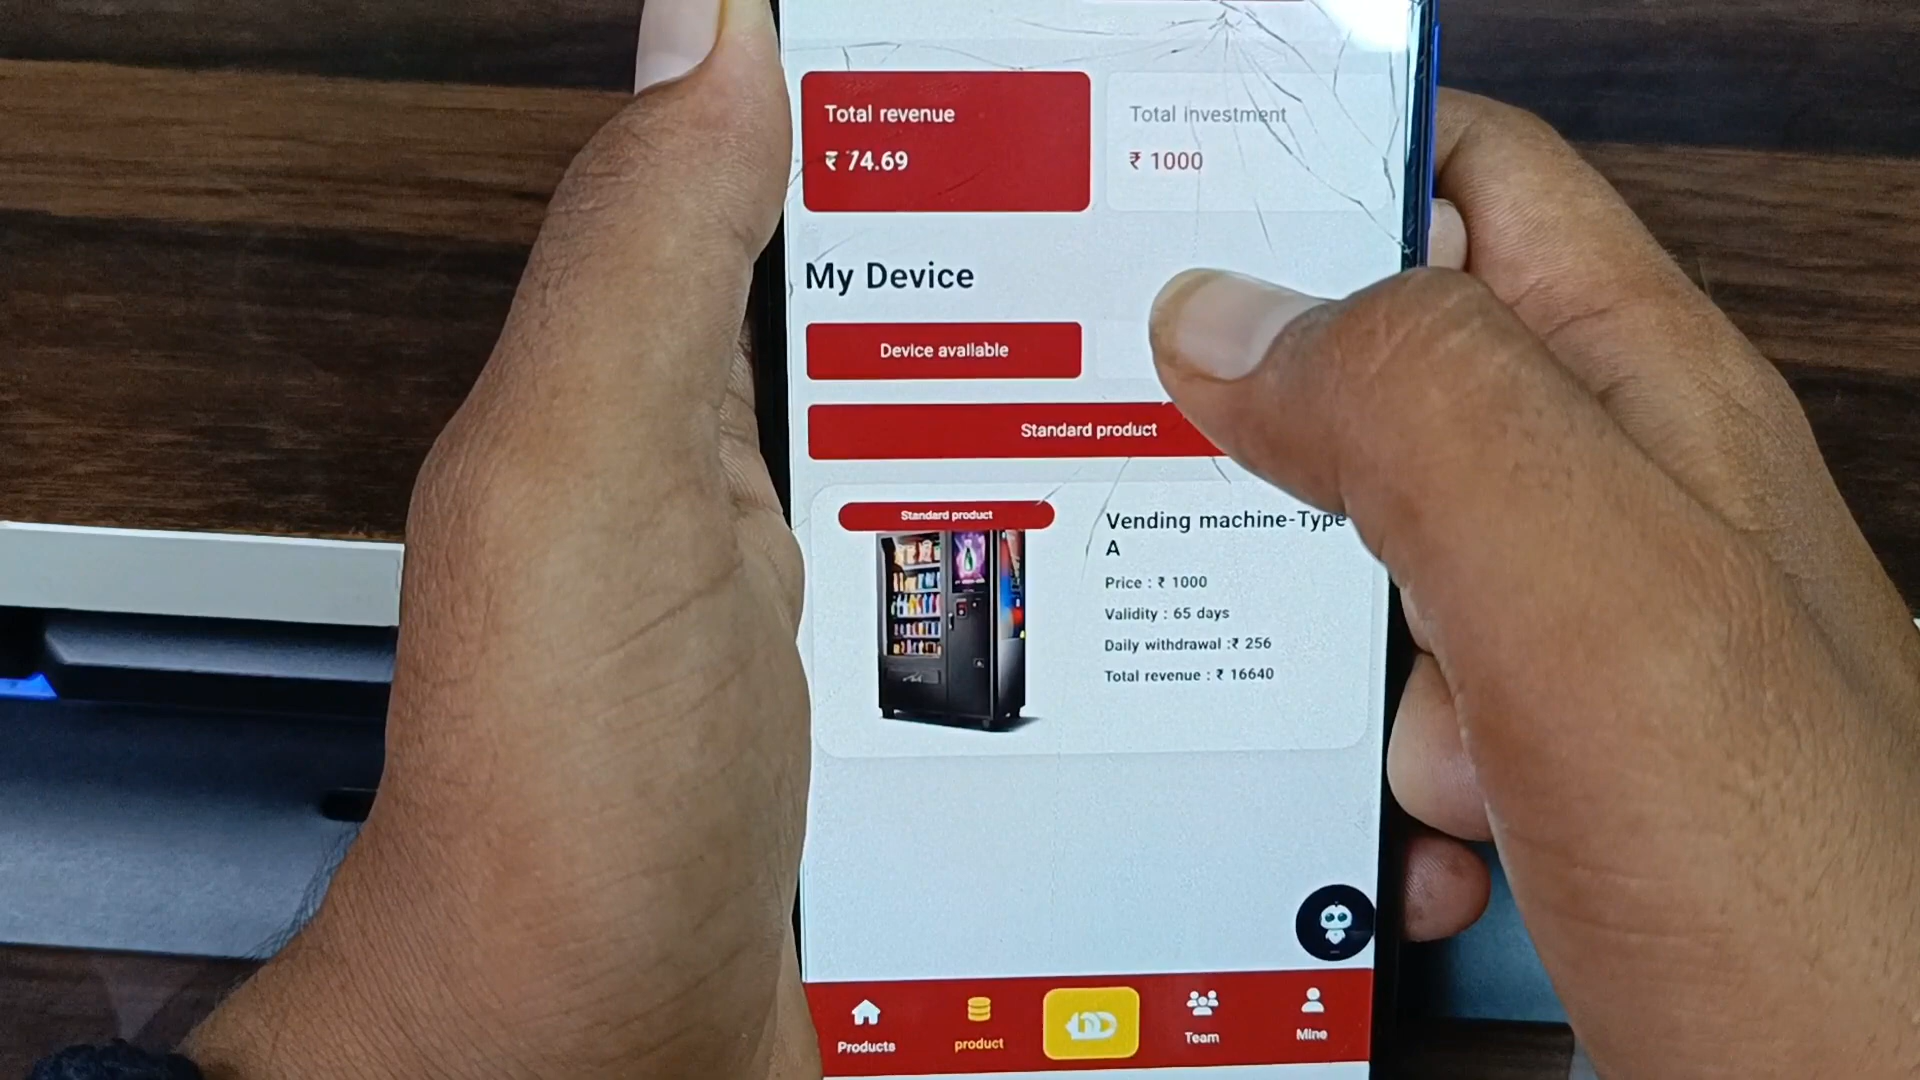 Total revenue
₹ 74.69
Total investment
₹ 1000
My Device
Device available
Standard product
Standard product
Vending machine-Type
A
Price : ₹ 1000
Validity : 65 days
Daily withdrawal :₹ 256
Total revenue : ₹ 16640
Products
product
Team
Mine